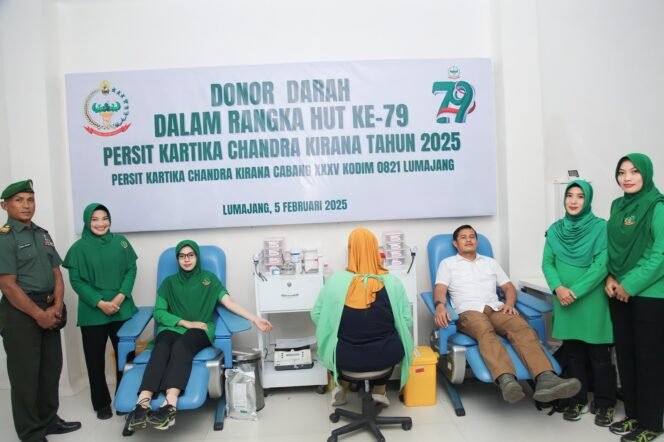 DONOR DARAH
DALAM RANGKA HUT KE-79
PERSIT KARTIKA CHANDRA KIRANA TAHUN 2025
PERSIT KARTIKA CHANDRA KIRANA CABANG XXXV KODIM 0821 LUMAJANG
LUMAJANG, 5 FEBRUARI 2025
79